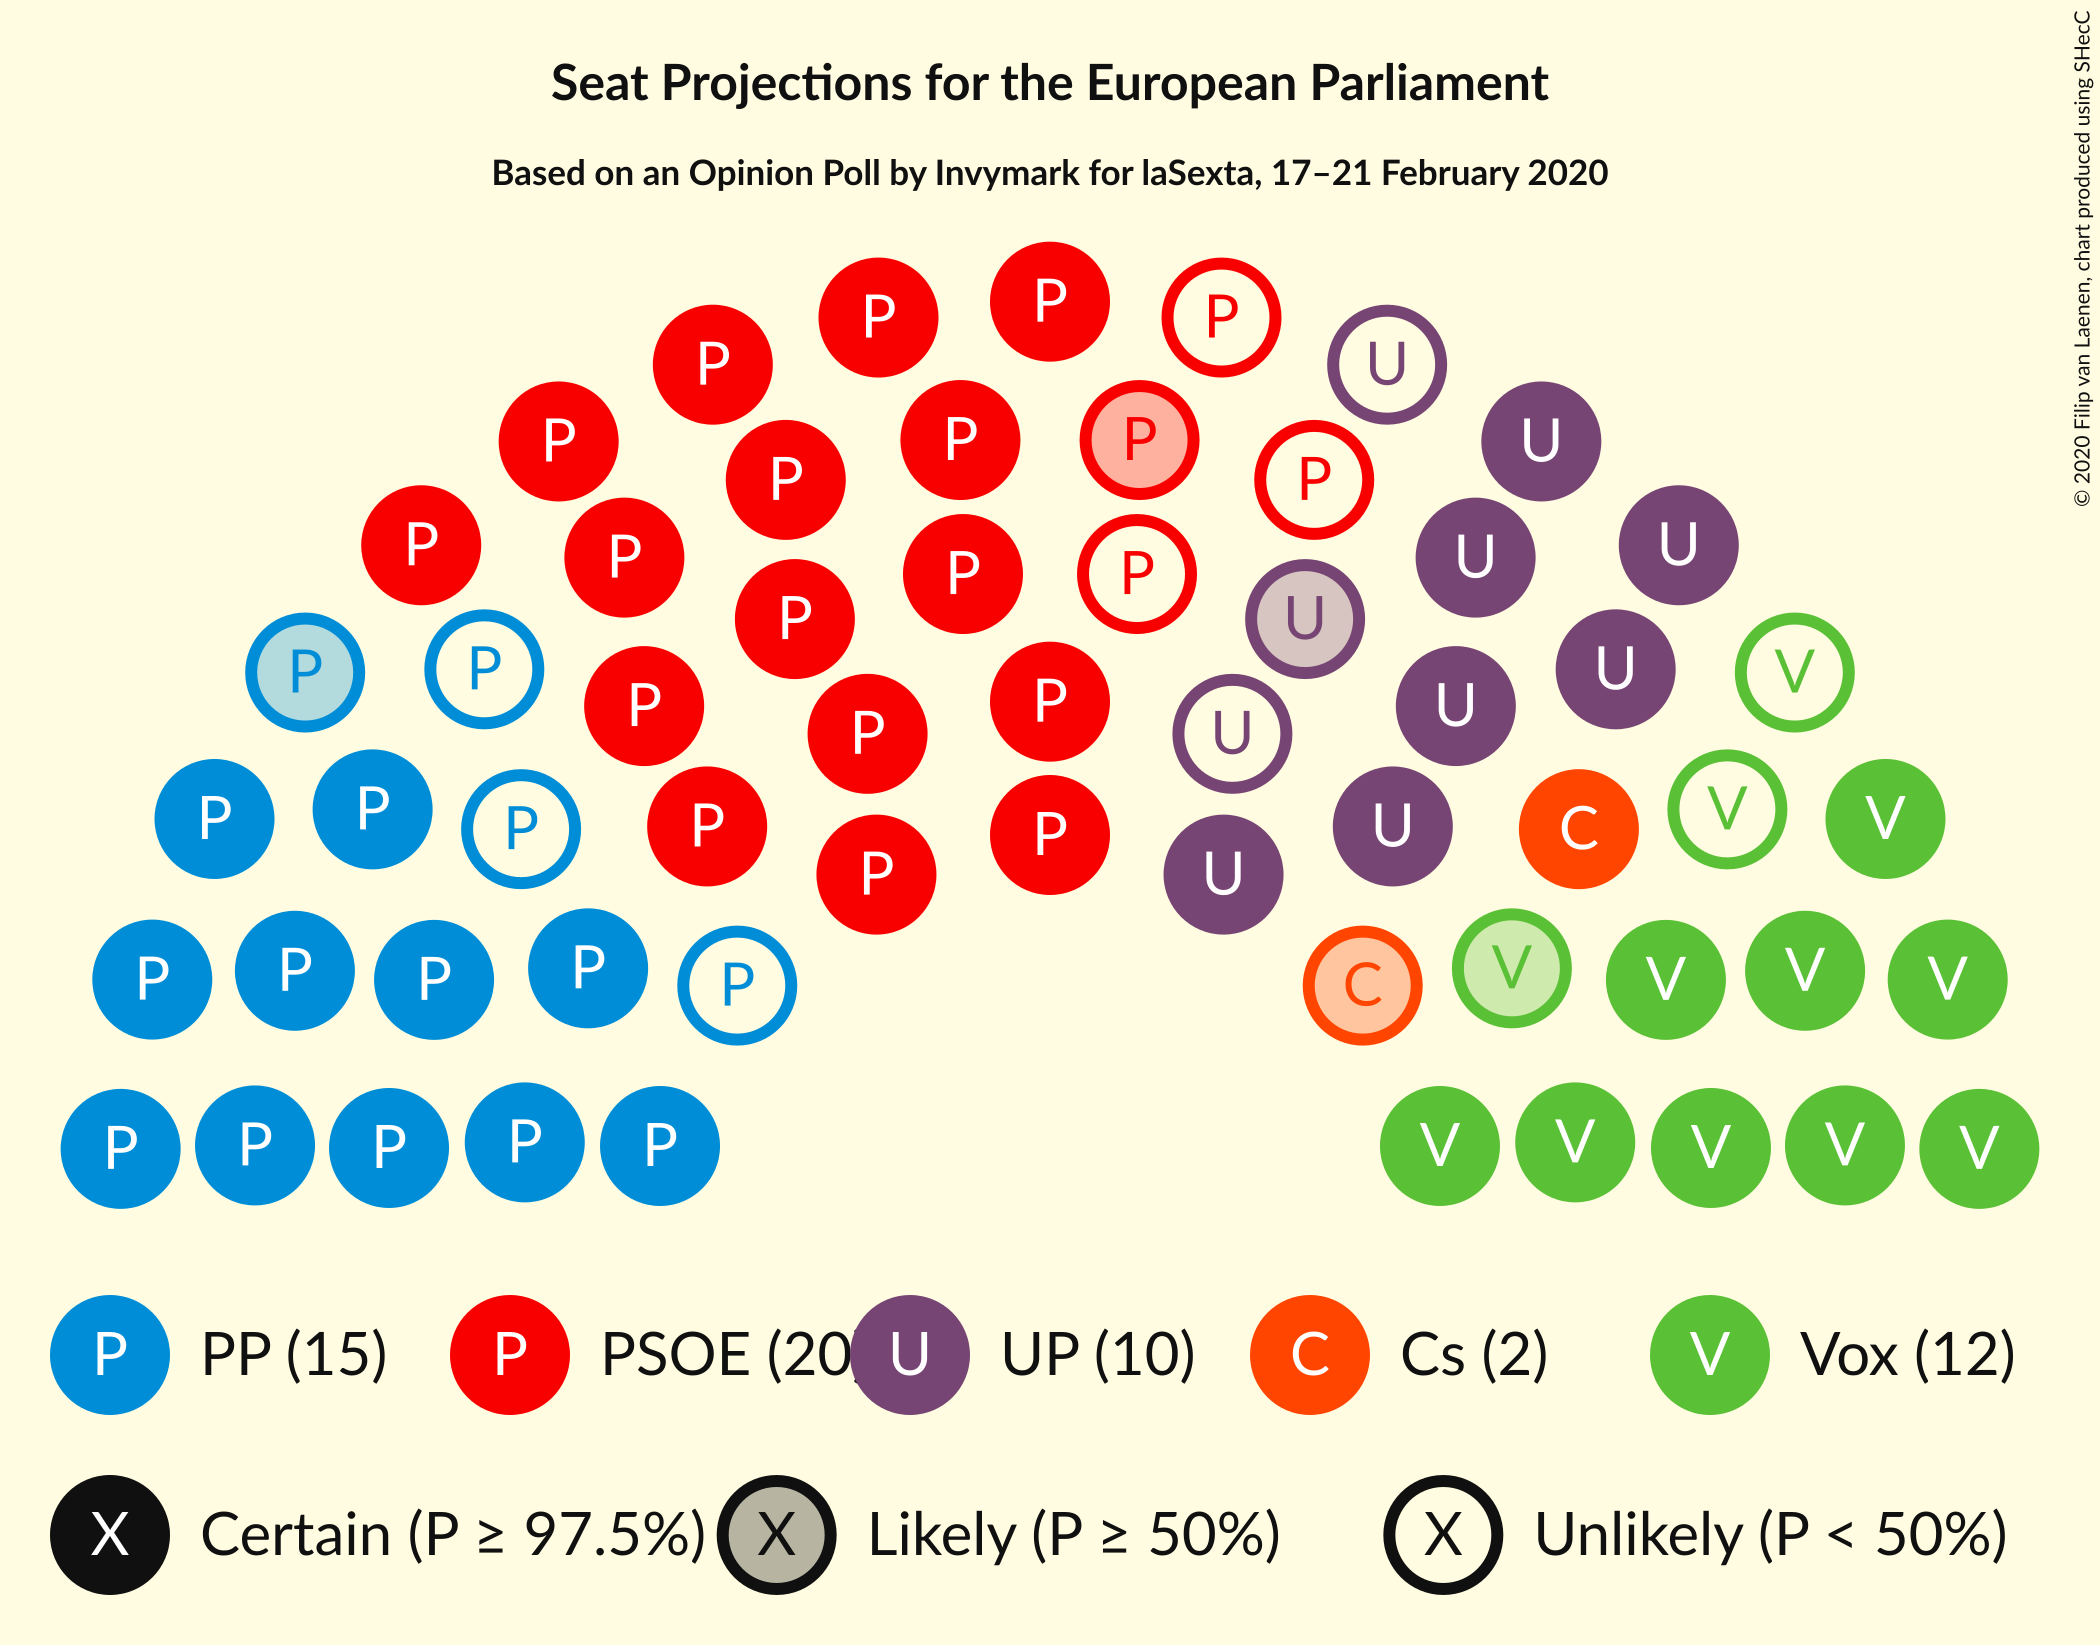 Seat Projections for the European Parliament
Based on an Opinion Poll by Invymark for laSexta, 17–21 February 2020
© 2020 Filip van Laenen, chart produced using SHecC
P
P P
P U
P P
P U
P P
P U
P P
P U
P P
P U
P P
P U
P P
P P V
P P
U U
P P
P U V
P P
U C
P V
P U
P P
C V
P P V V
P V
P P
P V
P V
P V
P V
P V
P PP (15) P PSOE (20 U UP (10) C Cs (2) V Vox (12)
X Certain (P ≥ 97.5%) X Likely (P ≥ 50%) X Unlikely (P < 50%)